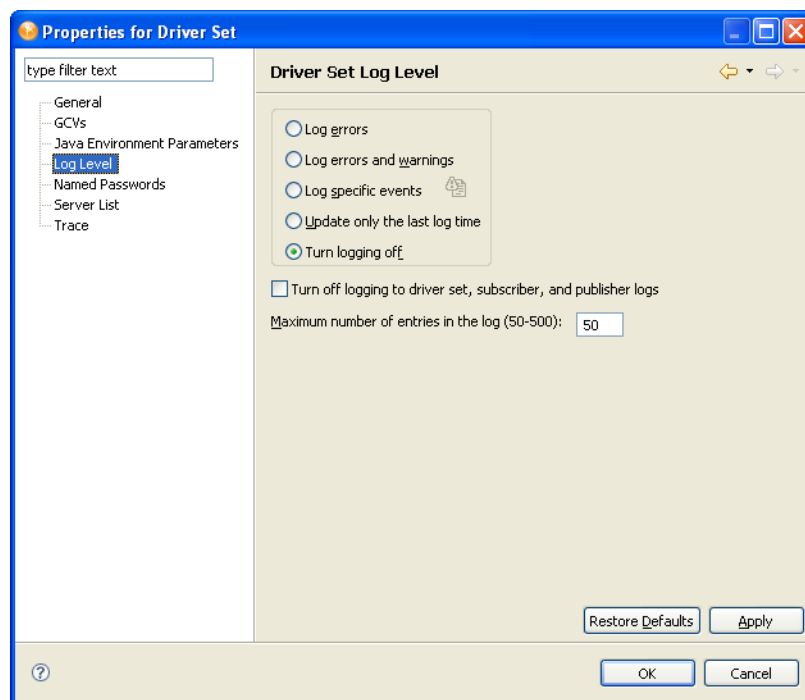 Properties for Driver Set
type filter text
General
GCVs
Java Environment Parameters
Log Level
Named Passwords
Server List
Trace
Driver Set Log Level
Log errors
Log errors and warnings
Log specific events
Update only the last log time
Turn logging off
Turn off logging to driver set, subscriber, and publisher logs
Maximum number of entries in the log (50-500): 50
Restore Defaults Apply
OK Cancel